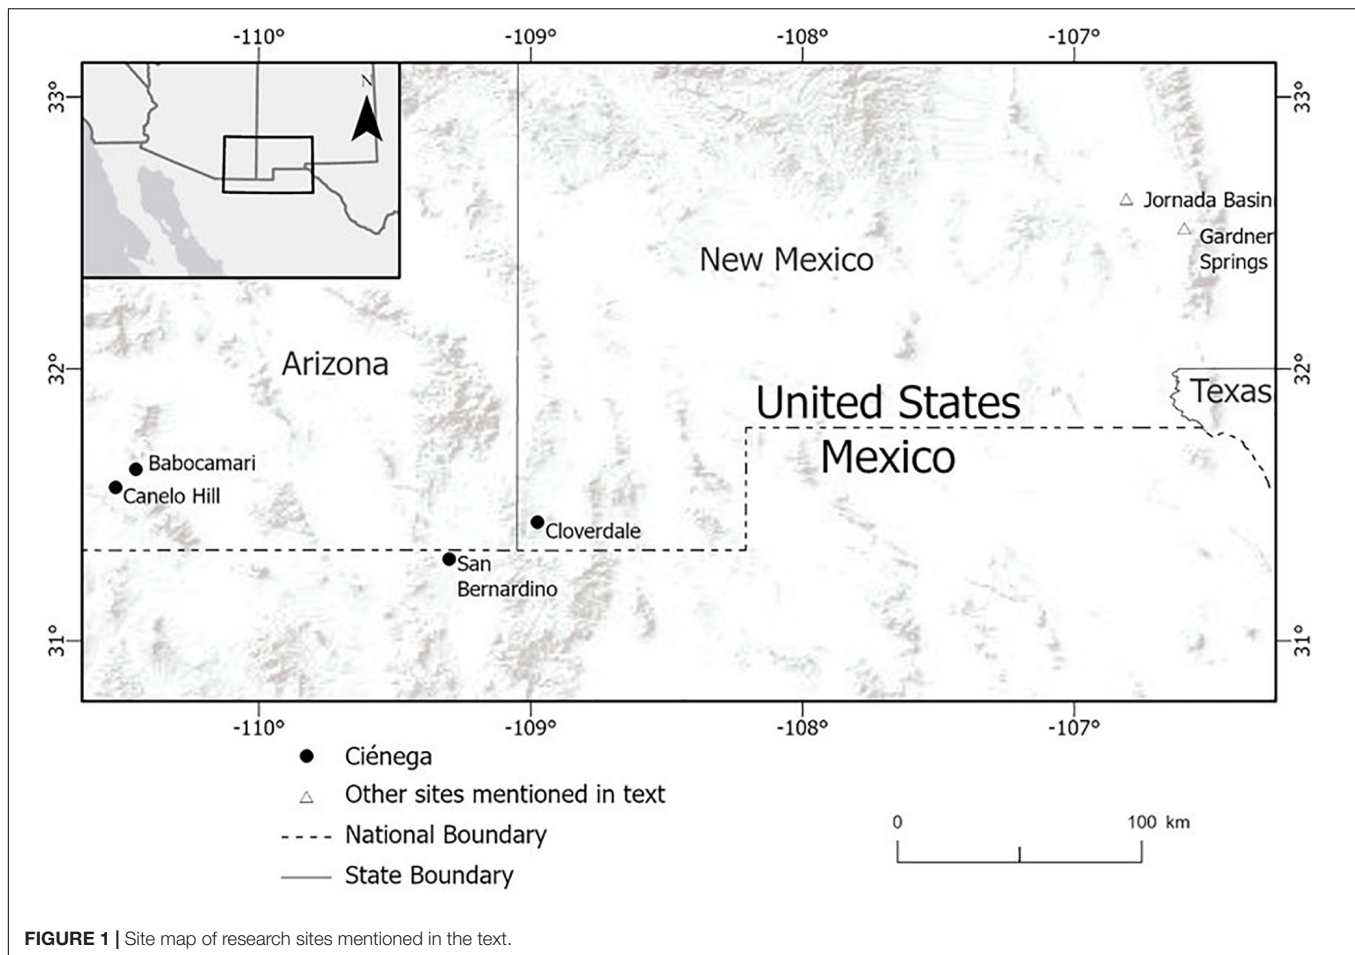 -110° -109° -108° -107°
33° 33°
N
Jornada Basin
Gardner
Springs
New Mexico
Arizona
32° 32°
Texas
United States
Mexico
Babocamari
Canelo Hill
Cloverdale
San
Bernardino
31° 31°
-110° -109° -108° -107°
Ciénega
Other sites mentioned in text
National Boundary
State Boundary
0 100 km
FIGURE 1 | Site map of research sites mentioned in the text.